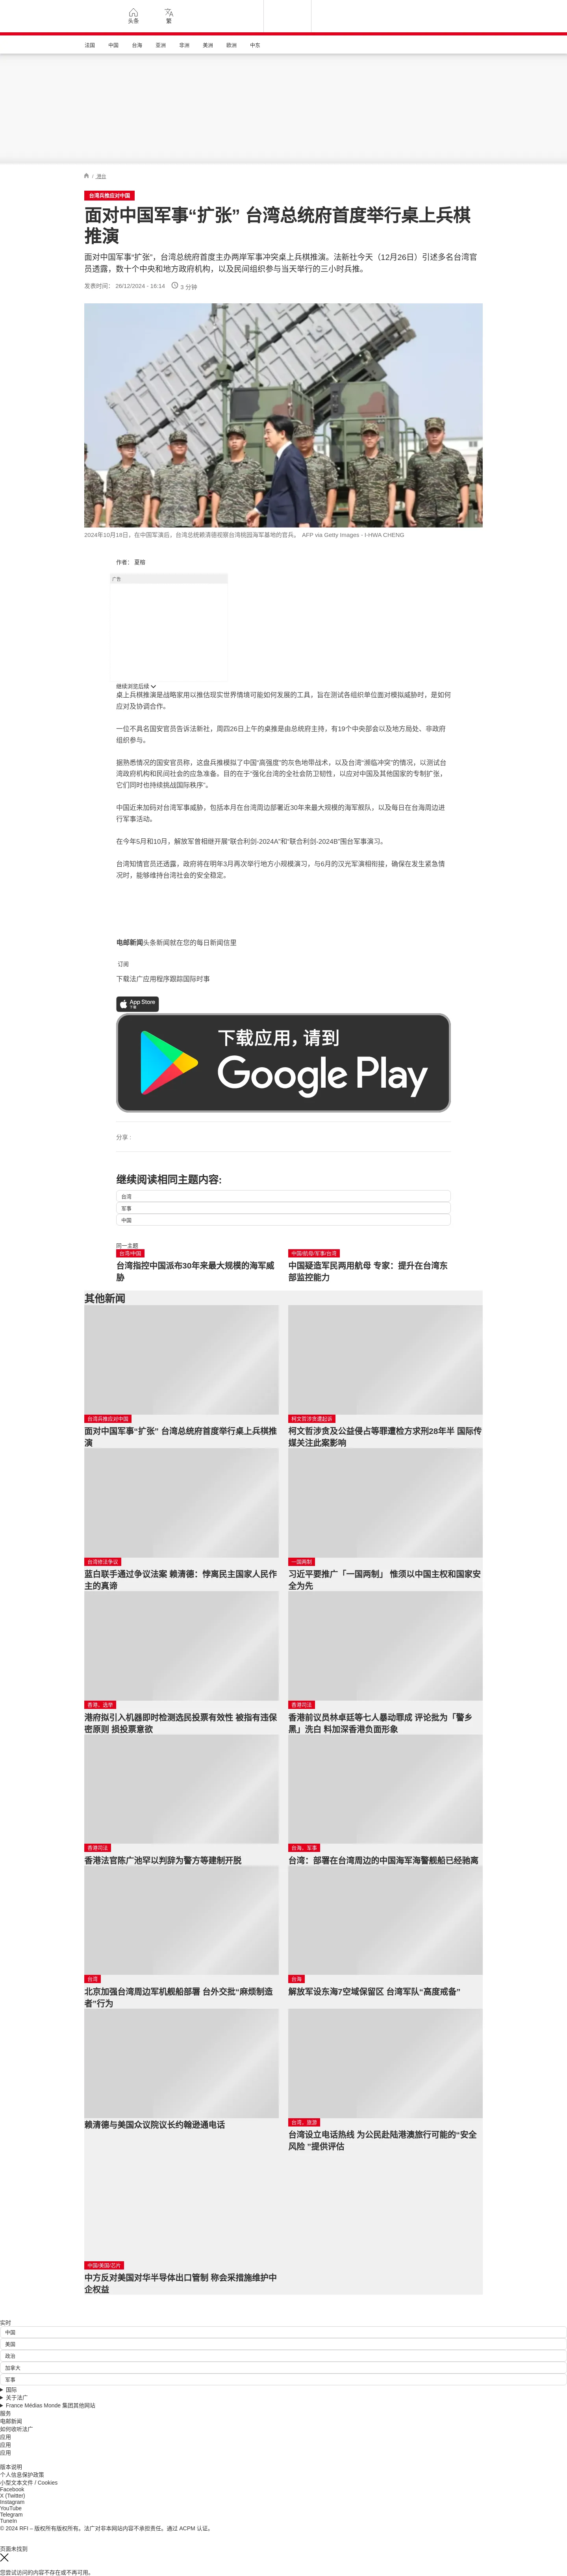 头条
繁
法国
中国
台海
亚洲
非洲
美洲
欧洲
中东
/ 港台
台湾兵推应对中国
面对中国军事“扩张” 台湾总统府首度举行桌上兵棋
推演
面对中国军事“扩张”，台湾总统府首度主办两岸军事冲突桌上兵棋推演。法新社今天（12月26日）引述多名台湾官
员透露，数十个中央和地方政府机构，以及民间组织参与当天举行的三小时兵推。
发表时间： 26/12/2024 - 16:14
3 分钟
2024年10月18日，在中国军演后，台湾总统赖清德视察台湾桃园海军基地的官兵。 AFP via Getty Images - I-HWA CHENG
作者： 夏榕
广告
继续浏览后续
桌上兵棋推演是战略家用以推估现实世界情境可能如何发展的工具，旨在测试各组织单位面对模拟威胁时，是如何
应对及协调合作。
一位不具名国安官员告诉法新社，周四26日上午的桌推是由总统府主持，有19个中央部会以及地方局处、非政府
组织参与。
据熟悉情况的国安官员称，这盘兵推模拟了中国“高强度”的灰色地带战术，以及台湾“濒临冲突”的情况，以测试台
湾政府机构和民间社会的应急准备。目的在于“强化台湾的全社会防卫韧性，以应对中国及其他国家的专制扩张，
它们同时也持续挑战国际秩序”。
中国近来加码对台湾军事威胁，包括本月在台湾周边部署近30年来最大规模的海军舰队，以及每日在台海周边进
行军事活动。
在今年5月和10月，解放军曾相继开展“联合利剑-2024A”和“联合利剑-2024B”围台军事演习。
台湾知情官员还透露，政府将在明年3月再次举行地方小规模演习，与6月的汉光军演相衔接，确保在发生紧急情
况时，能够维持台湾社会的安全稳定。
电邮新闻头条新闻就在您的每日新闻信里
订阅
下载法广应用程序跟踪国际时事
App Store
下载
下载应用，请到
Google Play
分享 :
继续阅读相同主题内容:
台湾
军事
中国
同一主题
台湾/中国
台湾指控中国派布30年来最大规模的海军威
胁
中国/航母/军事/台湾
中国疑造军民两用航母 专家：提升在台湾东
部监控能力
其他新闻
台湾兵推应对中国
面对中国军事“扩张” 台湾总统府首度举行桌上兵棋推
演
柯文哲涉贪遭起诉
柯文哲涉贪及公益侵占等罪遭检方求刑28年半 国际传
媒关注此案影响
台湾修法争议
蓝白联手通过争议法案 赖清德：悖离民主国家人民作
主的真谛
一国两制
习近平要推广「一国两制」 惟须以中国主权和国家安
全为先
香港、选举
港府拟引入机器即时检测选民投票有效性 被指有违保
密原则 损投票意欲
香港司法
香港前议员林卓廷等七人暴动罪成 评论批为「警乡
黑」洗白 料加深香港负面形象
香港司法
香港法官陈广池罕以判辞为警方等建制开脱
台海、军事
台湾：部署在台湾周边的中国海军海警舰船已经驰离
台湾
北京加强台湾周边军机舰船部署 台外交批“麻烦制造
者”行为
台海
解放军设东海7空域保留区 台湾军队“高度戒备”
赖清德与美国众议院议长约翰逊通电话
台湾、旅游
台湾设立电话热线 为公民赴陆港澳旅行可能的“安全
风险 ”提供评估
中国/美国/芯片
中方反对美国对华半导体出口管制 称会采措施维护中
企权益
实时
中国
美国
政治
加拿大
军事
国际
关于法广
France Médias Monde 集团其他网站
服务
电邮新闻
如何收听法广
应用
应用
应用
版本说明
个人信息保护政策
小型文本文件 / Cookies
Facebook
X (Twitter)
Instagram
YouTube
Telegram
TuneIn
© 2024 RFI – 版权所有版权所有。法广对非本网站内容不承担责任。通过 ACPM 认证。
页面未找到
您尝试访问的内容不存在或不再可用。